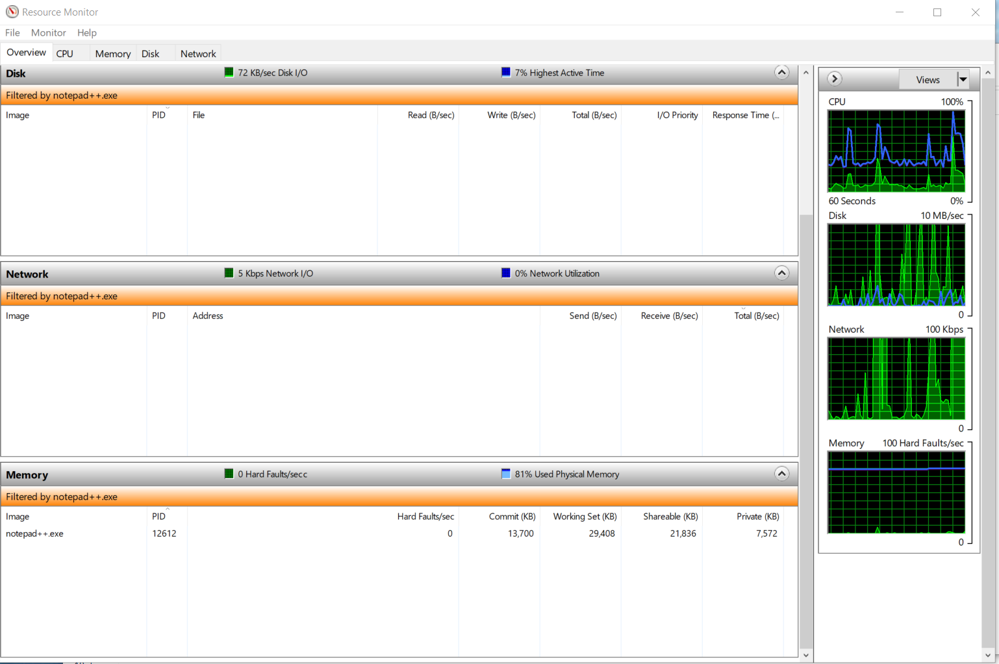 Resource Monitor
File Monitor Help
Overview CPU Memory Disk Network
Disk 72 KB/sec Disk I/O 7% Highest Active Time
Filtered by notepad++.exe
Image PID File Read (B/sec) Write (B/sec) Total (B/sec) I/O Priority Response Time (...
Network 5 Kbps Network I/O 0% Network Utilization
Filtered by notepad++.exe
Image PID Address Send (B/sec) Receive (B/sec) Total (B/sec)
Memory 0 Hard Faults/secc 81% Used Physical Memory
Filtered by notepad++.exe
Image PID Hard Faults/sec Commit (KB) Working Set (KB) Shareable (KB) Private (KB)
notepad++.exe 12612 0 13,700 29,408 21,836 7,572
Views
CPU 100%
60 Seconds 0%
Disk 10 MB/sec
0
Network 100 Kbps
0
Memory 100 Hard Faults/sec
0